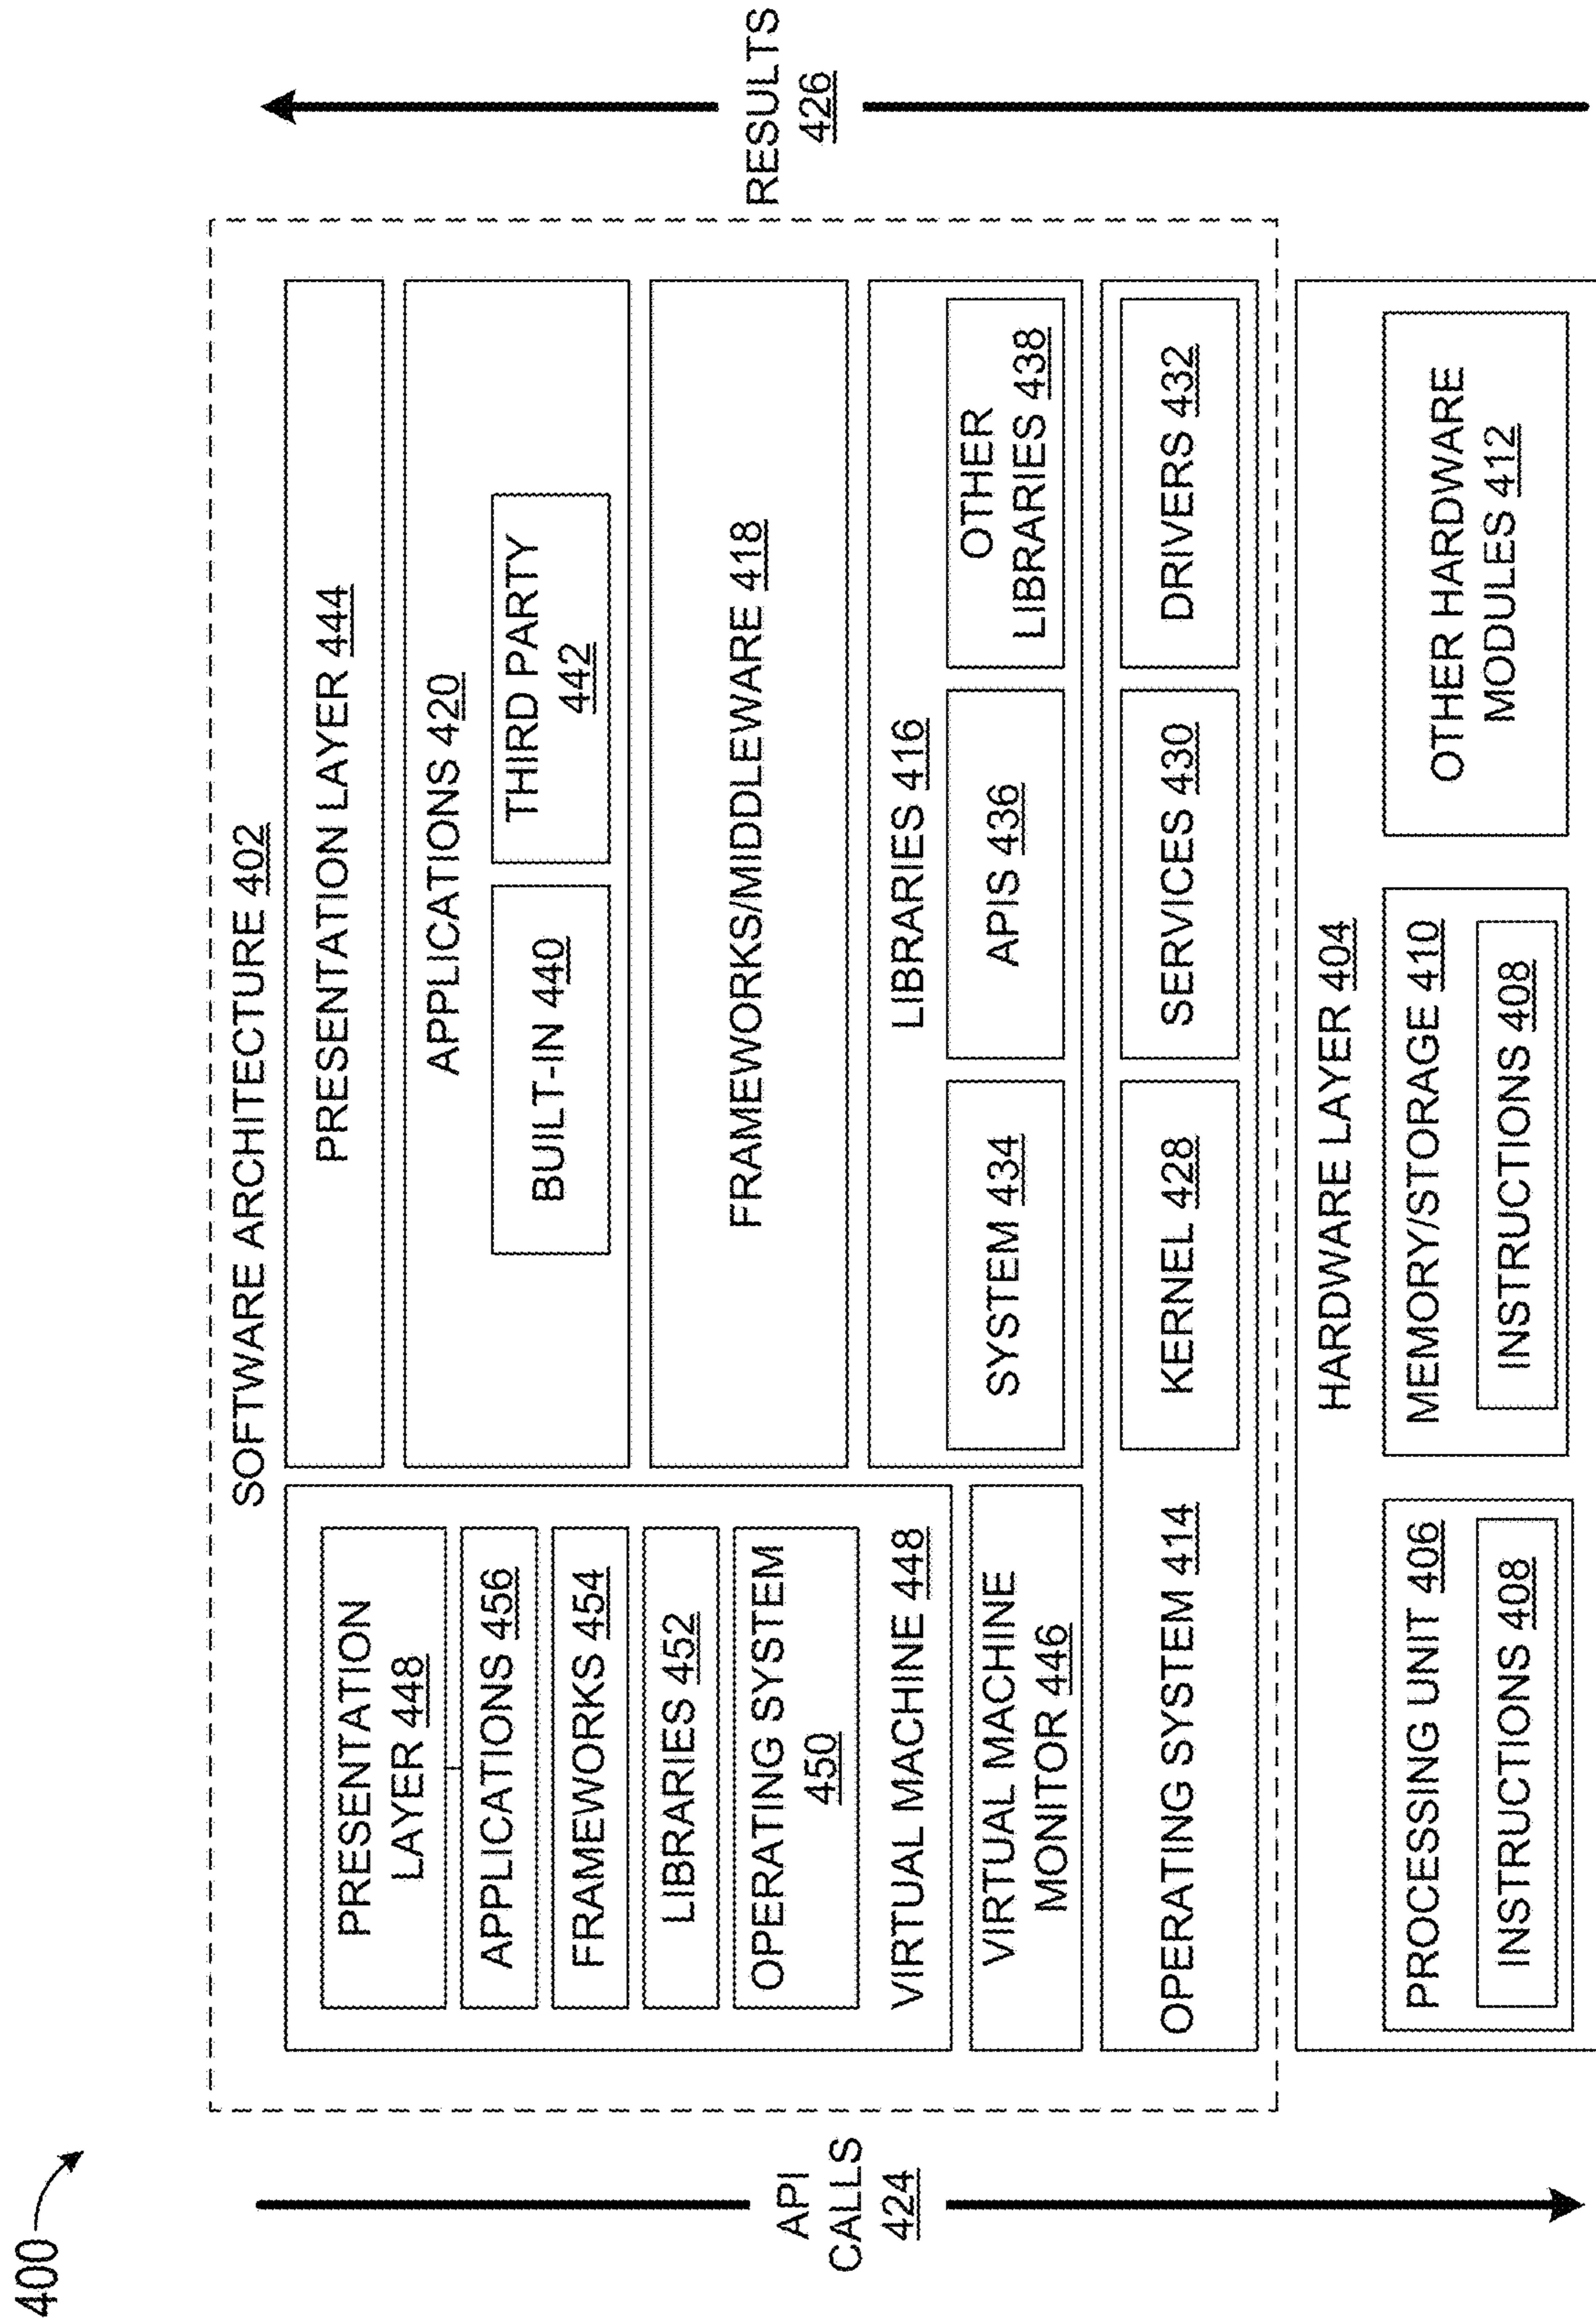 400
SOFTWARE ARCHITECTURE 402
PRESENTATION
LAYER 448
APPLICATIONS 456
FRAMEWORKS 454
LIBRARIES 452
OPERATING SYSTEM
450
VIRTUAL MACHINE 448
VIRTUAL MACHINE
MONITOR 446
PRESENTATION LAYER 444
APPLICATIONS 420
BUILT-IN 440
THIRD PARTY
442
FRAMEWORKS/MIDDLEWARE 418
LIBRARIES 416
SYSTEM 434
APIS 436
OTHER
LIBRARIES 438
OPERATING SYSTEM 414
KERNEL 428
SERVICES 430
DRIVERS 432
HARDWARE LAYER 404
PROCESSING UNIT 406
INSTRUCTIONS 408
MEMORY/STORAGE 410
INSTRUCTIONS 408
OTHER HARDWARE
MODULES 412
API
CALLS
424
RESULTS
426